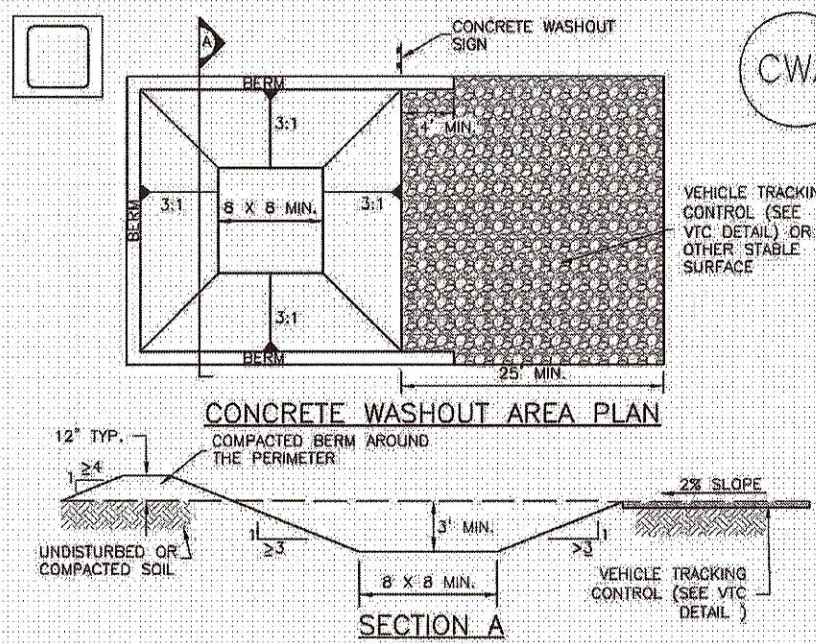 CONCRETE WASHOUT
SIGN
A
CWA
BERM
3:1
4' MIN.
BERM
3:1
8 X 8 MIN.
3:1
VEHICLE TRACKIN
CONTROL (SEE
VTC DETAIL) OR
OTHER STABLE
SURFACE
3:1
BERM
25' MIN.
CONCRETE WASHOUT AREA PLAN
12" TYP.
COMPACTED BERM AROUND
THE PERIMETER
1 ≥4
2% SLOPE
UNDISTURBED OR
COMPACTED SOIL
1
≥3
3' MIN.
1
>3
8 X 8 MIN.
VEHICLE TRACKING
CONTROL (SEE VTC
DETAIL )
SECTION A